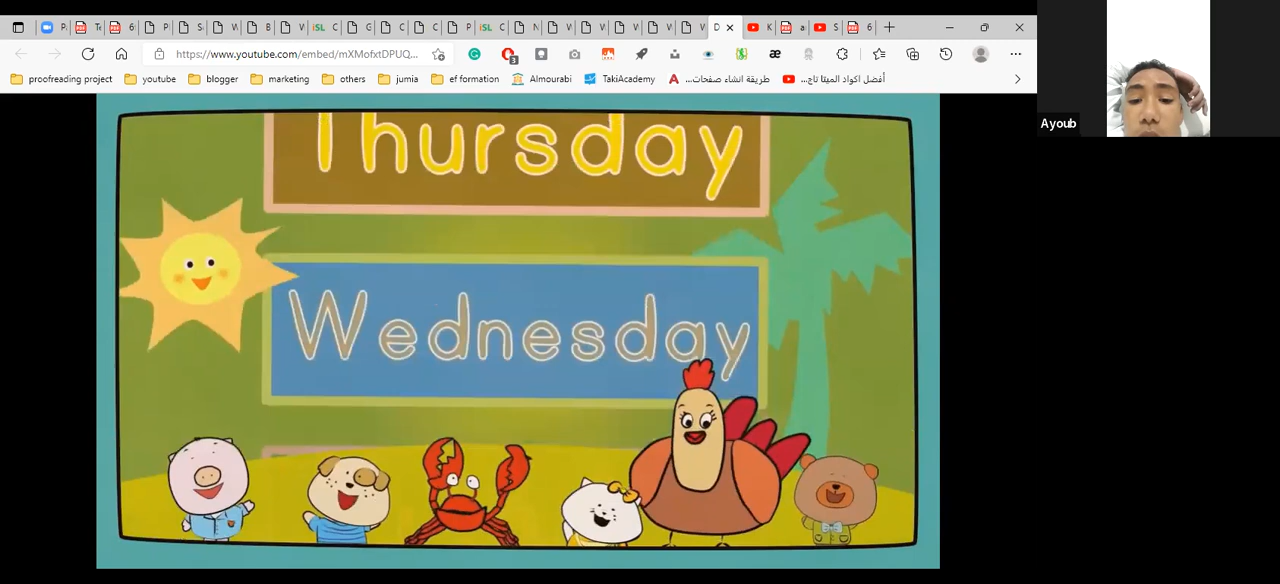 https://www.youtube.com/embed/mXMofxtDPUQ...
3
proofreading project
youtube
blogger
marketing
others
jumia
ef formation
Almourabi
TakiAcademy
طريقة انشاء صفحات...
أفضل اكواد الميتا تاج...
Ayoub
Thursday
Wednesday